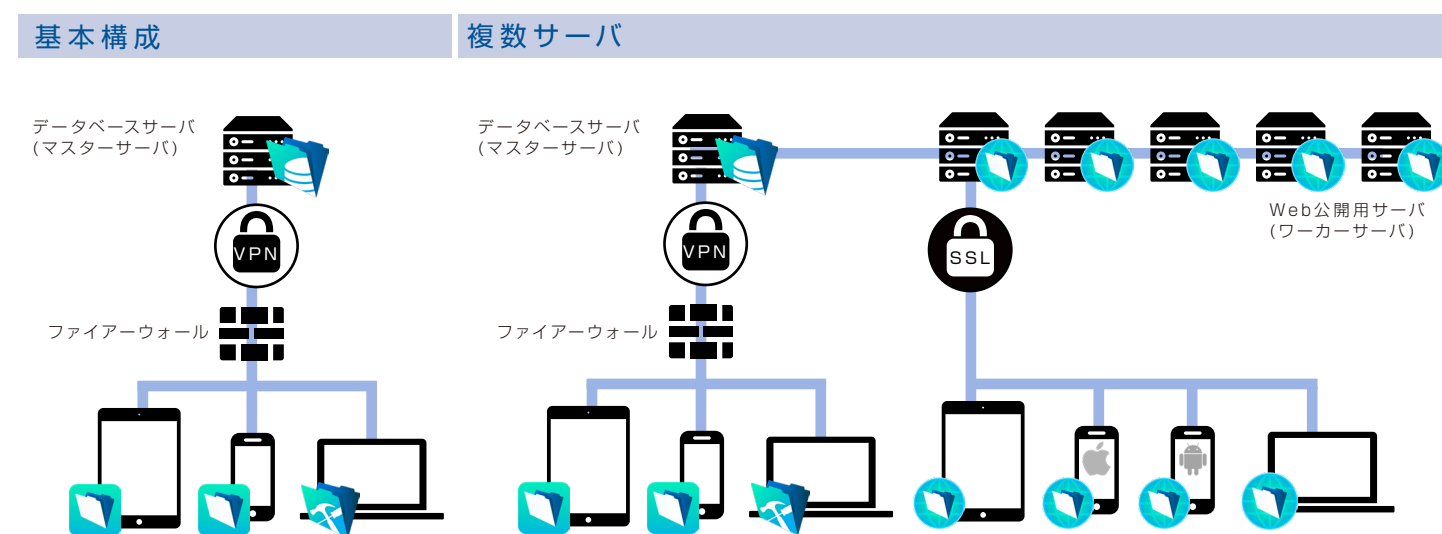 基本構成
複数サーバ
データベースサーバ
(マスターサーバ)
VPN
ファイアーウォール
データベースサーバ
(マスターサーバ)
VPN
ファイアーウォール
Web公開用サーバ
(ワーカーサーバ)
SSL